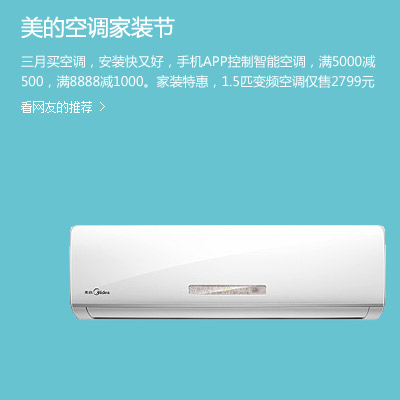 美的空调家装节
三月买空调，安装快又好，手机APP控制智能空调，满5000减
500，满8888减1000。家装特惠，1.5匹变频空调仅售2799元
看网友的推荐 >
美的 Midea